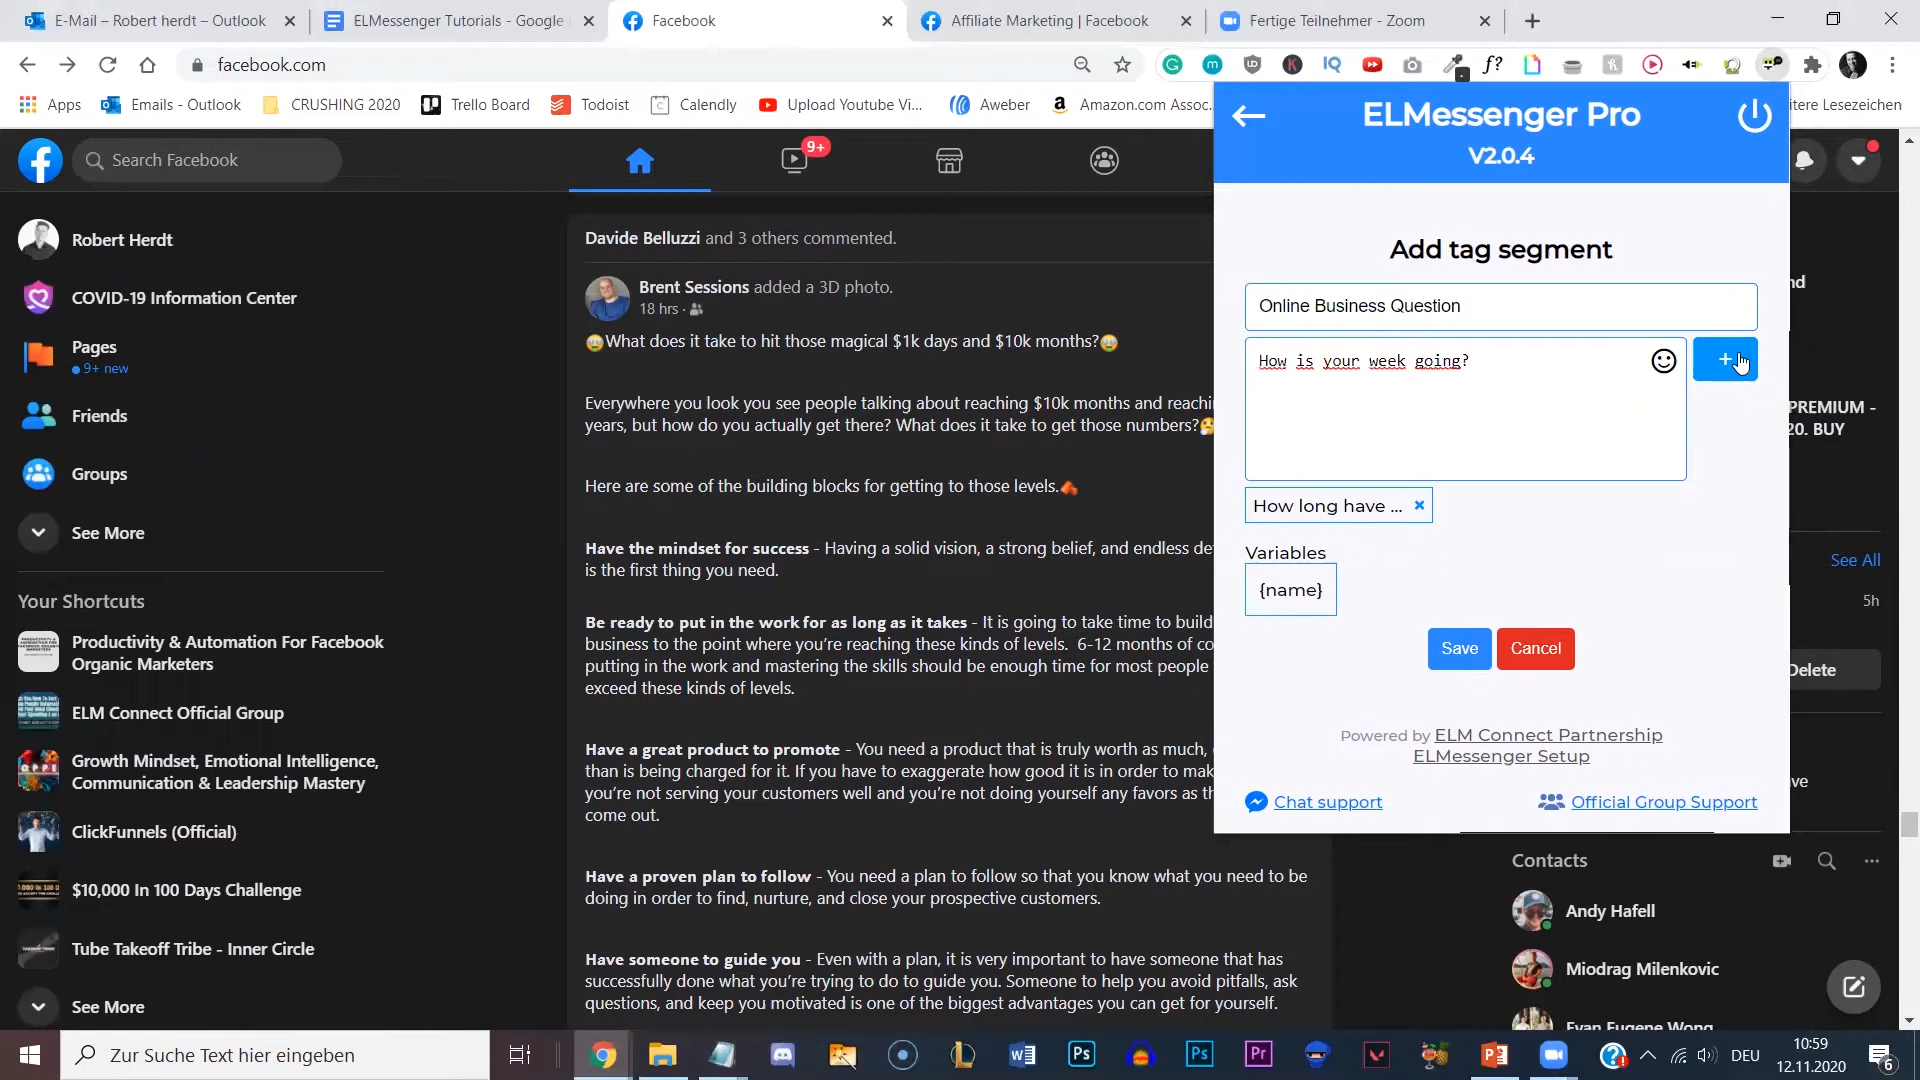 E-Mail – Robert herdt – Outlook
ELMessenger Tutorials - Google
Facebook
Affiliate Marketing | Facebook
Fertige Teilnehmer - Zoom
facebook.com
Apps
Emails - Outlook
CRUSHING 2020
Trello Board
Todoist
Calendly
Upload Youtube Vi...
Aweber
Amazon.com Assoc...
itere Lesezeichen
ELMessenger Pro
V2.0.4
Search Facebook
9+
Robert Herdt
COVID-19 Information Center
Pages
9+ new
Friends
Groups
See More
Your Shortcuts
Productivity & Automation For Facebook
Organic Marketers
ELM Connect Official Group
Growth Mindset, Emotional Intelligence,
Communication & Leadership Mastery
ClickFunnels (Official)
$10,000 In 100 Days Challenge
Tube Takeoff Tribe - Inner Circle
See More
Davide Belluzzi and 3 others commented.
Brent Sessions added a 3D photo.
18 hrs ·
What does it take to hit those magical $1k days and $10k months?
Everywhere you look you see people talking about reaching $10k months and reachi
years, but how do you actually get there? What does it take to get those numbers?
Here are some of the building blocks for getting to those levels.
Have the mindset for success - Having a solid vision, a strong belief, and endless de
is the first thing you need.
Be ready to put in the work for as long as it takes - It is going to take time to build
business to the point where you’re reaching these kinds of levels. 6-12 months of co
putting in the work and mastering the skills should be enough time for most people
exceed these kinds of levels.
Have a great product to promote - You need a product that is truly worth as much,
than is being charged for it. If you have to exaggerate how good it is in order to mak
you’re not serving your customers well and you’re not doing yourself any favors as th
come out.
Have a proven plan to follow - You need a plan to follow so that you know what you need to be
doing in order to find, nurture, and close your prospective customers.
Have someone to guide you - Even with a plan, it is very important to have someone that has
successfully done what you’re trying to do to guide you. Someone to help you avoid pitfalls, ask
questions, and keep you motivated is one of the biggest advantages you can get for yourself.
Add tag segment
Online Business Question
How is your week going?
+
How long have ... ×
Variables
{name}
Save
Cancel
Powered by ELM Connect Partnership
ELMessenger Setup
Chat support
Official Group Support
nd
PREMIUM -
20. BUY
See All
5h
Delete
ve
Contacts
Andy Hafell
Miodrag Milenkovic
Evan Eugene Wong
Zur Suche Text hier eingeben
DEU
10:59
12.11.2020
6